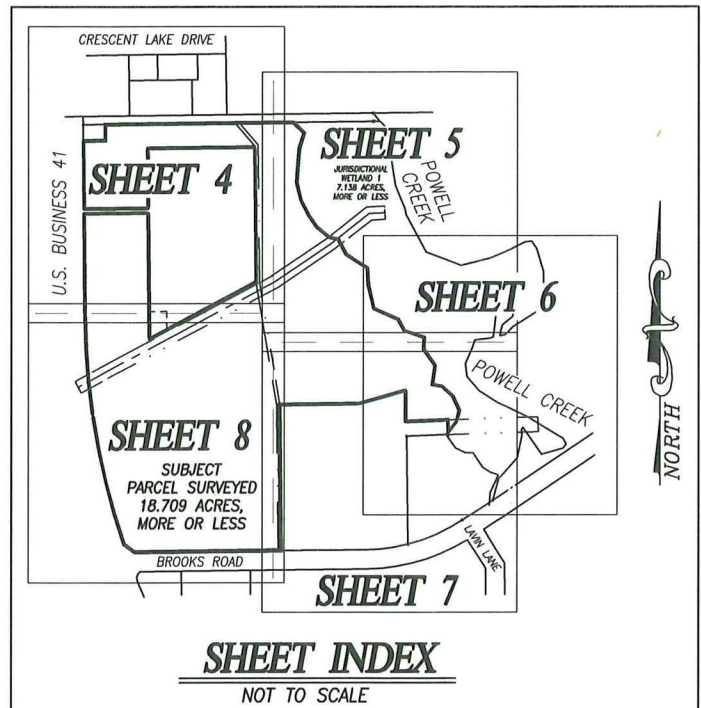 CRESCENT LAKE DRIVE
U.S. BUSINESS 41
SHEET 4
SHEET 5
JURISDICTIONAL
WETLAND 1
7.138 ACRES,
MORE OR LESS
POWELL
CREEK
SHEET 6
POWELL CREEK
NORTH
SHEET 8
SUBJECT
PARCEL SURVEYED
18.709 ACRES,
MORE OR LESS
BROOKS ROAD
LAVIN LANE
SHEET 7
SHEET INDEX
NOT TO SCALE